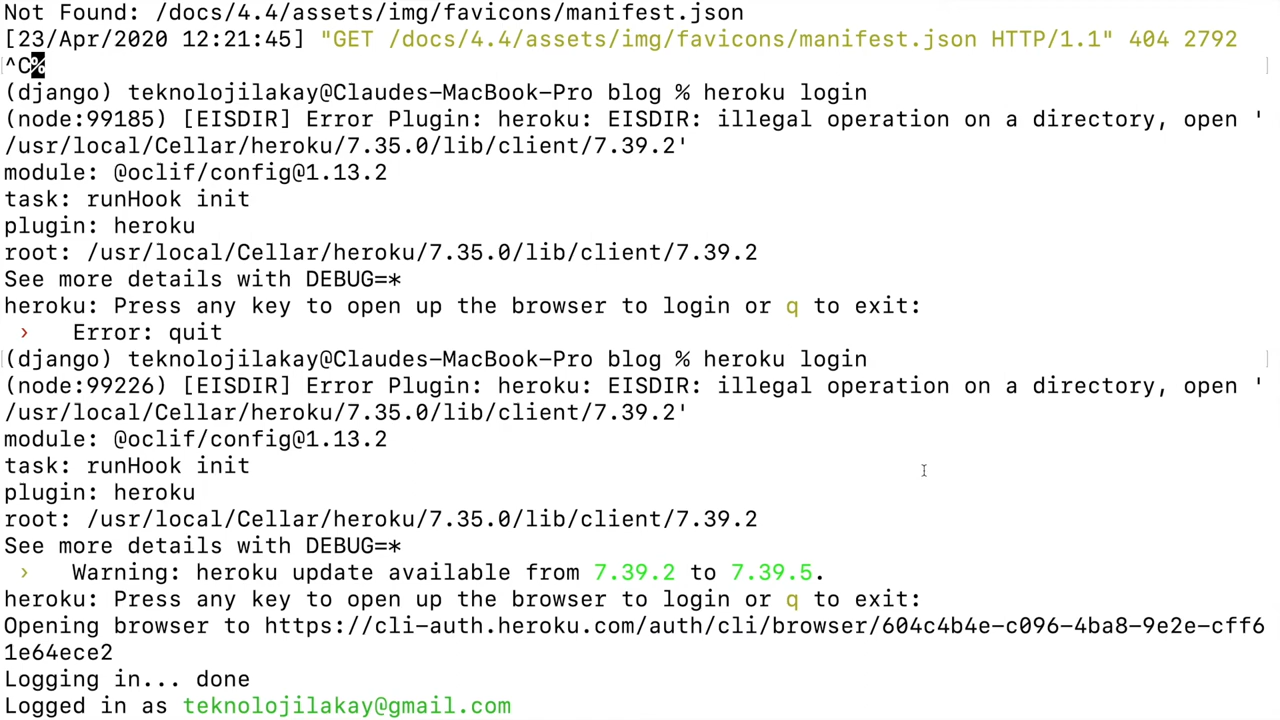 Not Found: /docs/4.4/assets/img/favicons/manifest.json
[23/Apr/2020 12:21:45] "GET /docs/4.4/assets/img/favicons/manifest.json HTTP/1.1" 404 2792
^C%
(django) teknolojilakay@Claudes-MacBook-Pro blog % heroku login
(node:99185) [EISDIR] Error Plugin: heroku: EISDIR: illegal operation on a directory, open '
/usr/local/Cellar/heroku/7.35.0/lib/client/7.39.2'
module: @oclif/config@1.13.2
task: runHook init
plugin: heroku
root: /usr/local/Cellar/heroku/7.35.0/lib/client/7.39.2
See more details with DEBUG=*
heroku: Press any key to open up the browser to login or q to exit:
›   Error: quit
(django) teknolojilakay@Claudes-MacBook-Pro blog % heroku login
(node:99226) [EISDIR] Error Plugin: heroku: EISDIR: illegal operation on a directory, open '
/usr/local/Cellar/heroku/7.35.0/lib/client/7.39.2'
module: @oclif/config@1.13.2
task: runHook init
plugin: heroku
root: /usr/local/Cellar/heroku/7.35.0/lib/client/7.39.2
See more details with DEBUG=*
›   Warning: heroku update available from 7.39.2 to 7.39.5.
heroku: Press any key to open up the browser to login or q to exit:
Opening browser to https://cli-auth.heroku.com/auth/cli/browser/604c4b4e-c096-4ba8-9e2e-cff6
1e64ece2
Logging in... done
Logged in as teknolojilakay@gmail.com